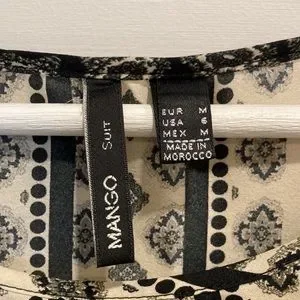 MANGO
SUIT
EUR M
USA 6
MEX M
MADE IN
MOROCCO